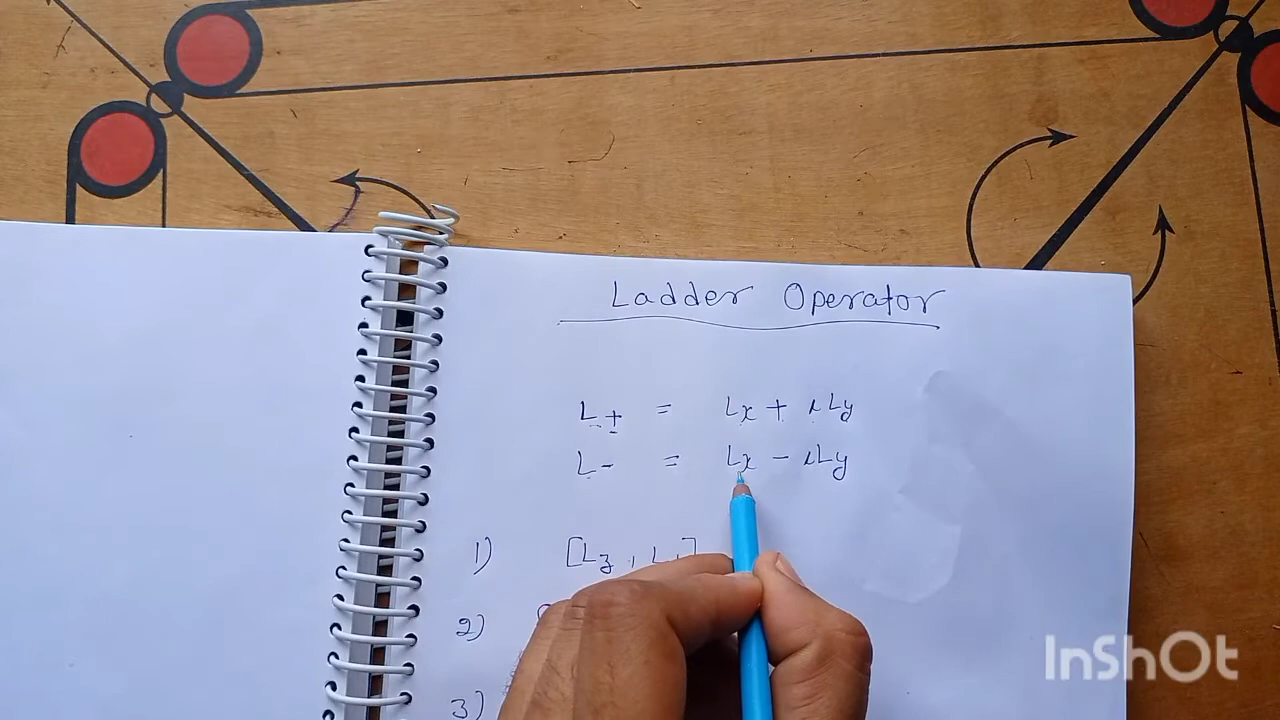 Ladder Operator
L+ = Lx + iLy
L- = Lx - iLy
1) [Lz, L+]
2)
3)
InShOt